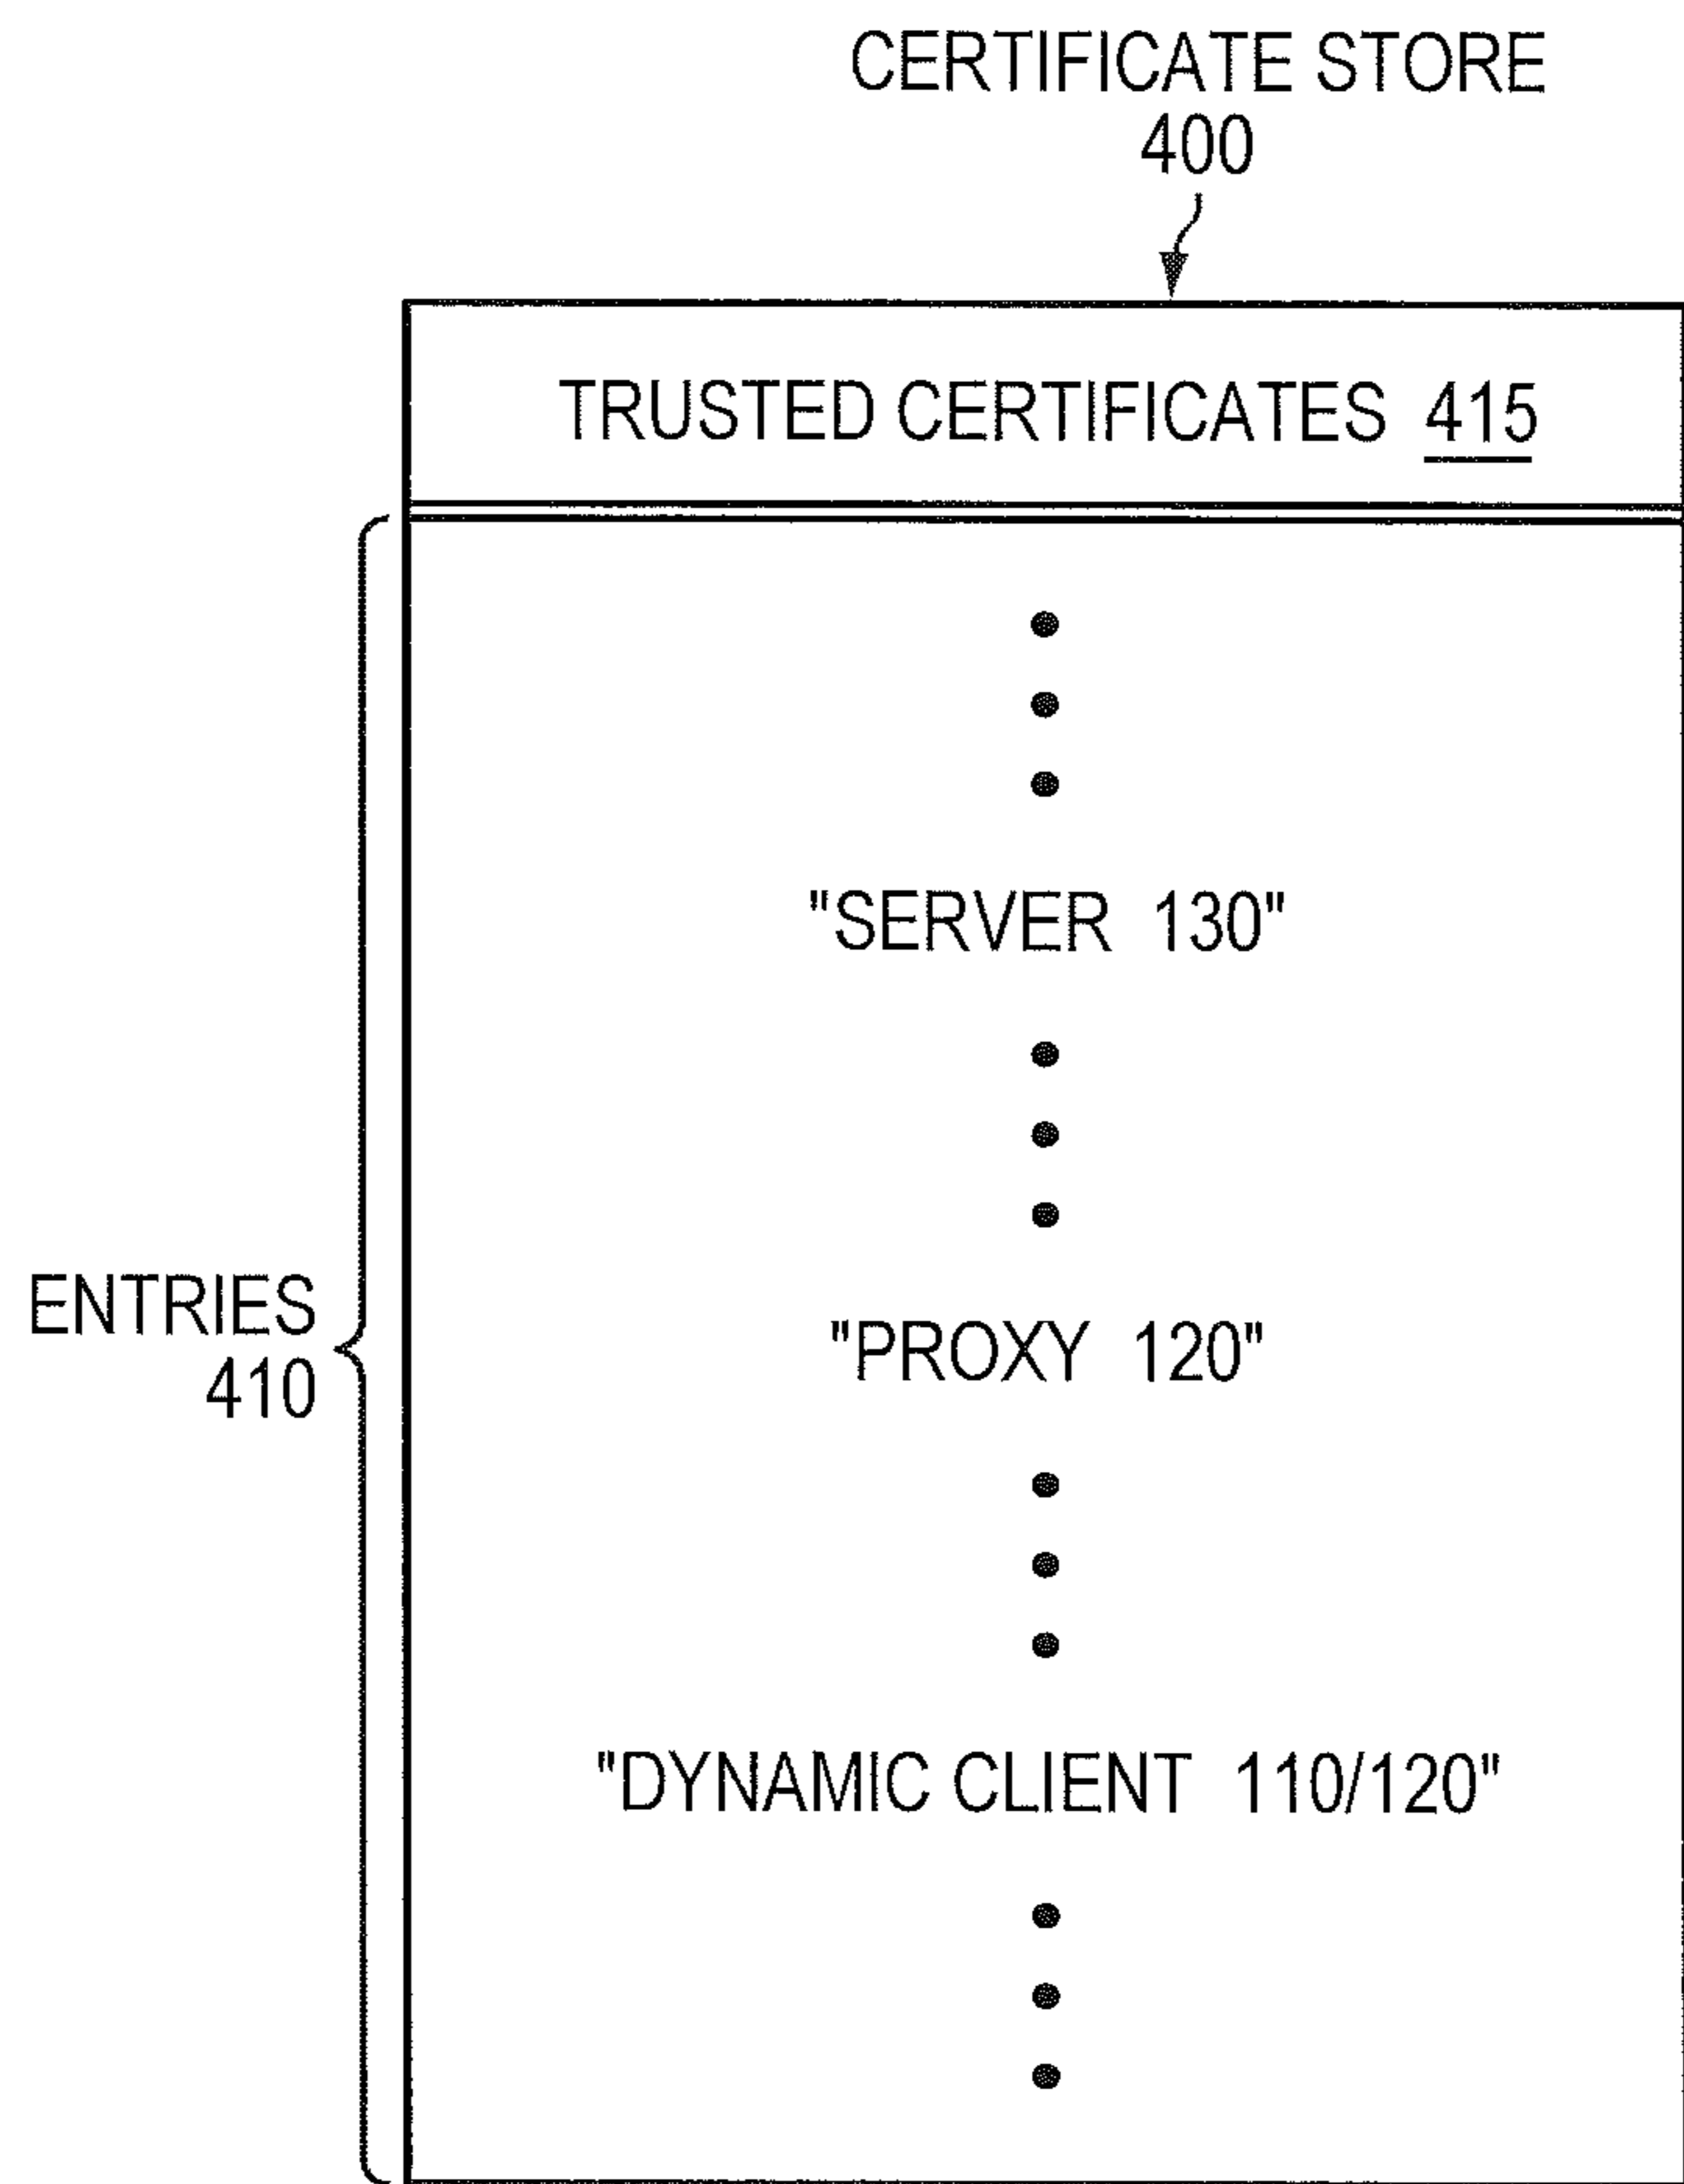 CERTIFICATE STORE
400
TRUSTED CERTIFICATES 415
"SERVER 130"
ENTRIES
410
"PROXY 120"
"DYNAMIC CLIENT 110/120"